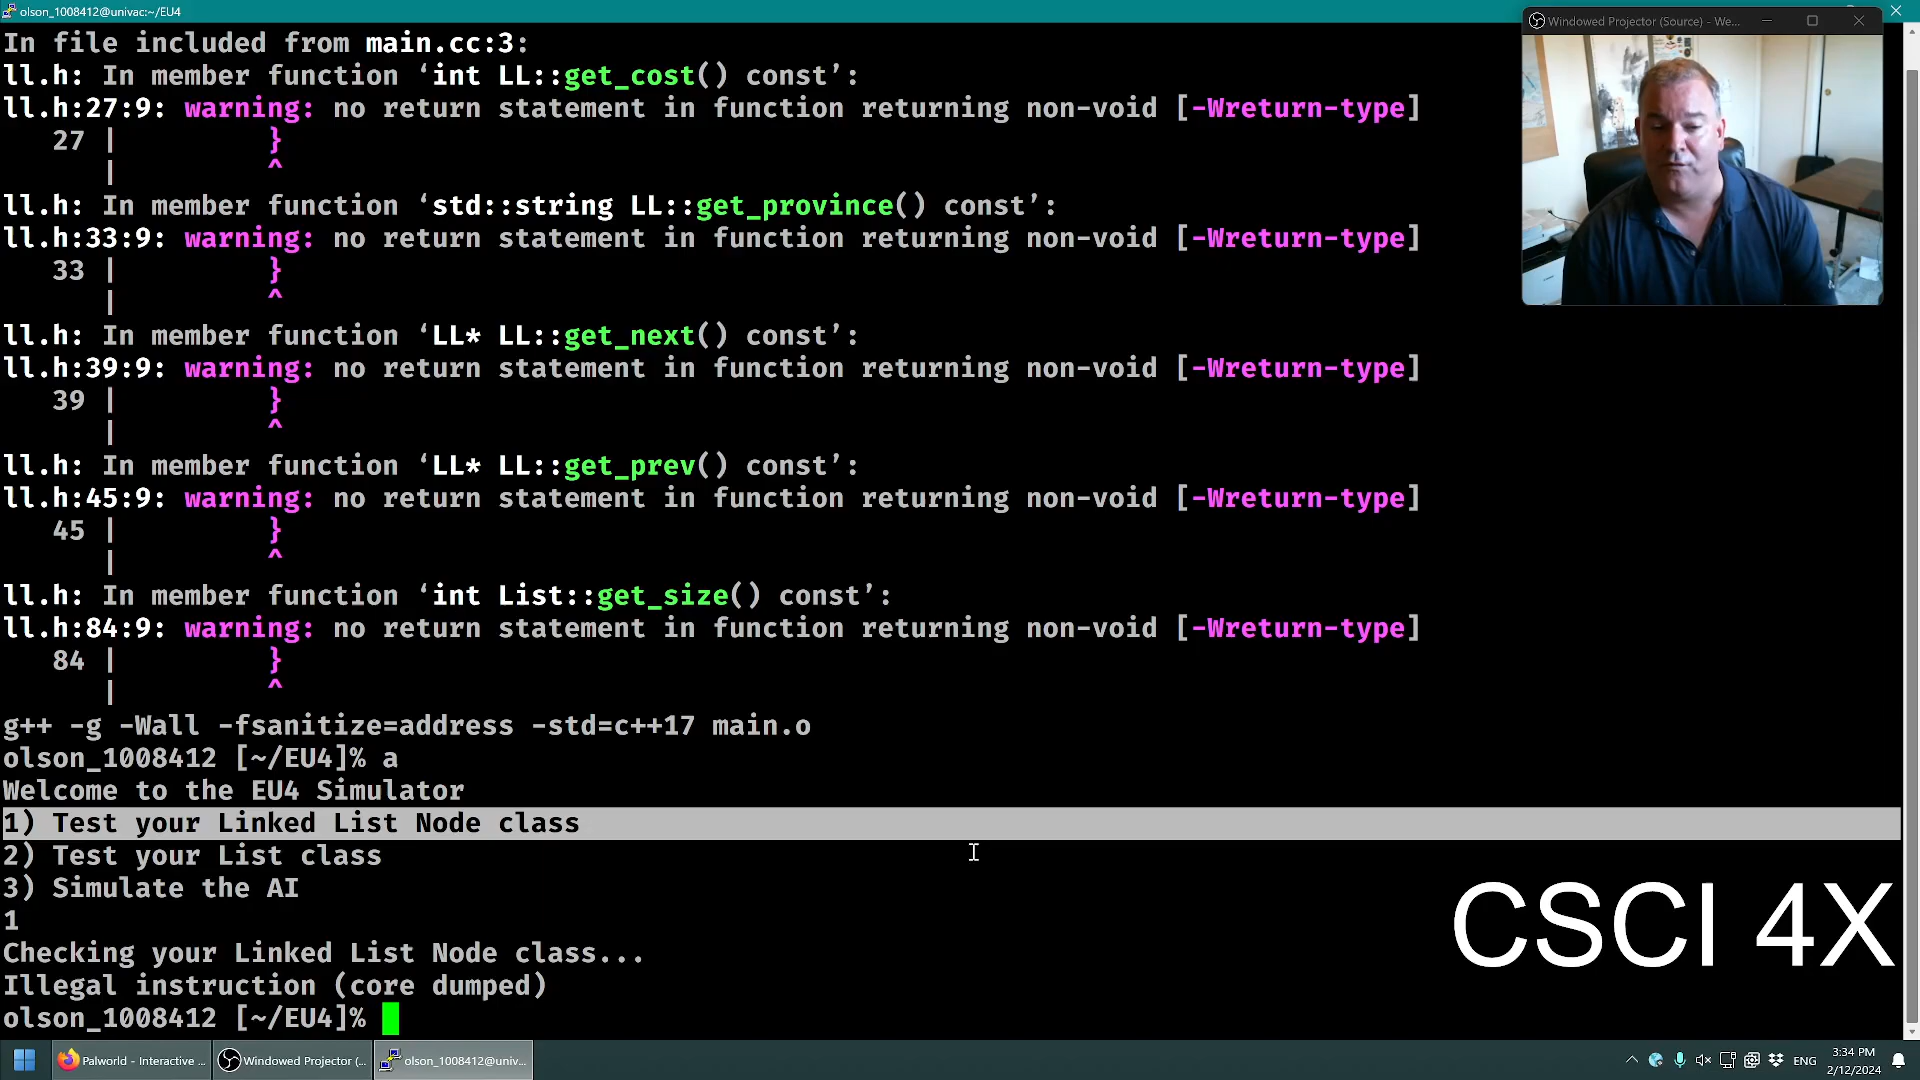 olson_1008412@univac:~/EU4
Windowed Projector (Source) - We...
In file included from main.cc:3:
ll.h: In member function ‘int LL::get_cost() const’:
ll.h:27:9: warning: no return statement in function returning non-void [-Wreturn-type]
27 | }
| ^
ll.h: In member function ‘std::string LL::get_province() const’:
ll.h:33:9: warning: no return statement in function returning non-void [-Wreturn-type]
33 | }
| ^
ll.h: In member function ‘LL* LL::get_next() const’:
ll.h:39:9: warning: no return statement in function returning non-void [-Wreturn-type]
39 | }
| ^
ll.h: In member function ‘LL* LL::get_prev() const’:
ll.h:45:9: warning: no return statement in function returning non-void [-Wreturn-type]
45 | }
| ^
ll.h: In member function ‘int List::get_size() const’:
ll.h:84:9: warning: no return statement in function returning non-void [-Wreturn-type]
84 | }
| ^
g++ -g -Wall -fsanitize=address -std=c++17 main.o
olson_1008412 [~/EU4]% a
Welcome to the EU4 Simulator
1) Test your Linked List Node class
2) Test your List class
3) Simulate the AI
1
Checking your Linked List Node class...
Illegal instruction (core dumped)
olson_1008412 [~/EU4]%
CSCI 4X
Palworld - Interactive ...
Windowed Projector (...
olson_1008412@univ...
ENG
3:34 PM
2/12/2024